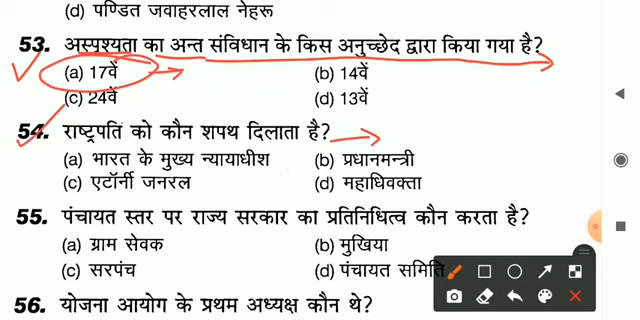 (d) पण्डित जवाहरलाल नेहरू
53. अस्पृश्यता का अन्त संविधान के किस अनुच्छेद द्वारा किया गया है?
(a) 17वें (b) 14वें
(c) 24वें (d) 13वें
54. राष्ट्रपति को कौन शपथ दिलाता है?
(a) भारत के मुख्य न्यायाधीश (b) प्रधानमन्त्री
(c) एटॉर्नी जनरल (d) महाधिवक्ता
55. पंचायत स्तर पर राज्य सरकार का प्रतिनिधित्व कौन करता है?
(a) ग्राम सेवक (b) मुखिया
(c) सरपंच (d) पंचायत समिति
56. योजना आयोग के प्रथम अध्यक्ष कौन थे?